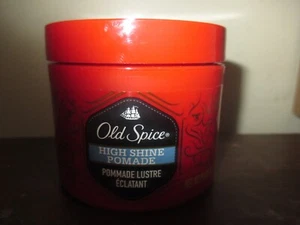 Old Spice®
HIGH SHINE
POMADE
POMMADE LUSTRE
ÉCLATANT